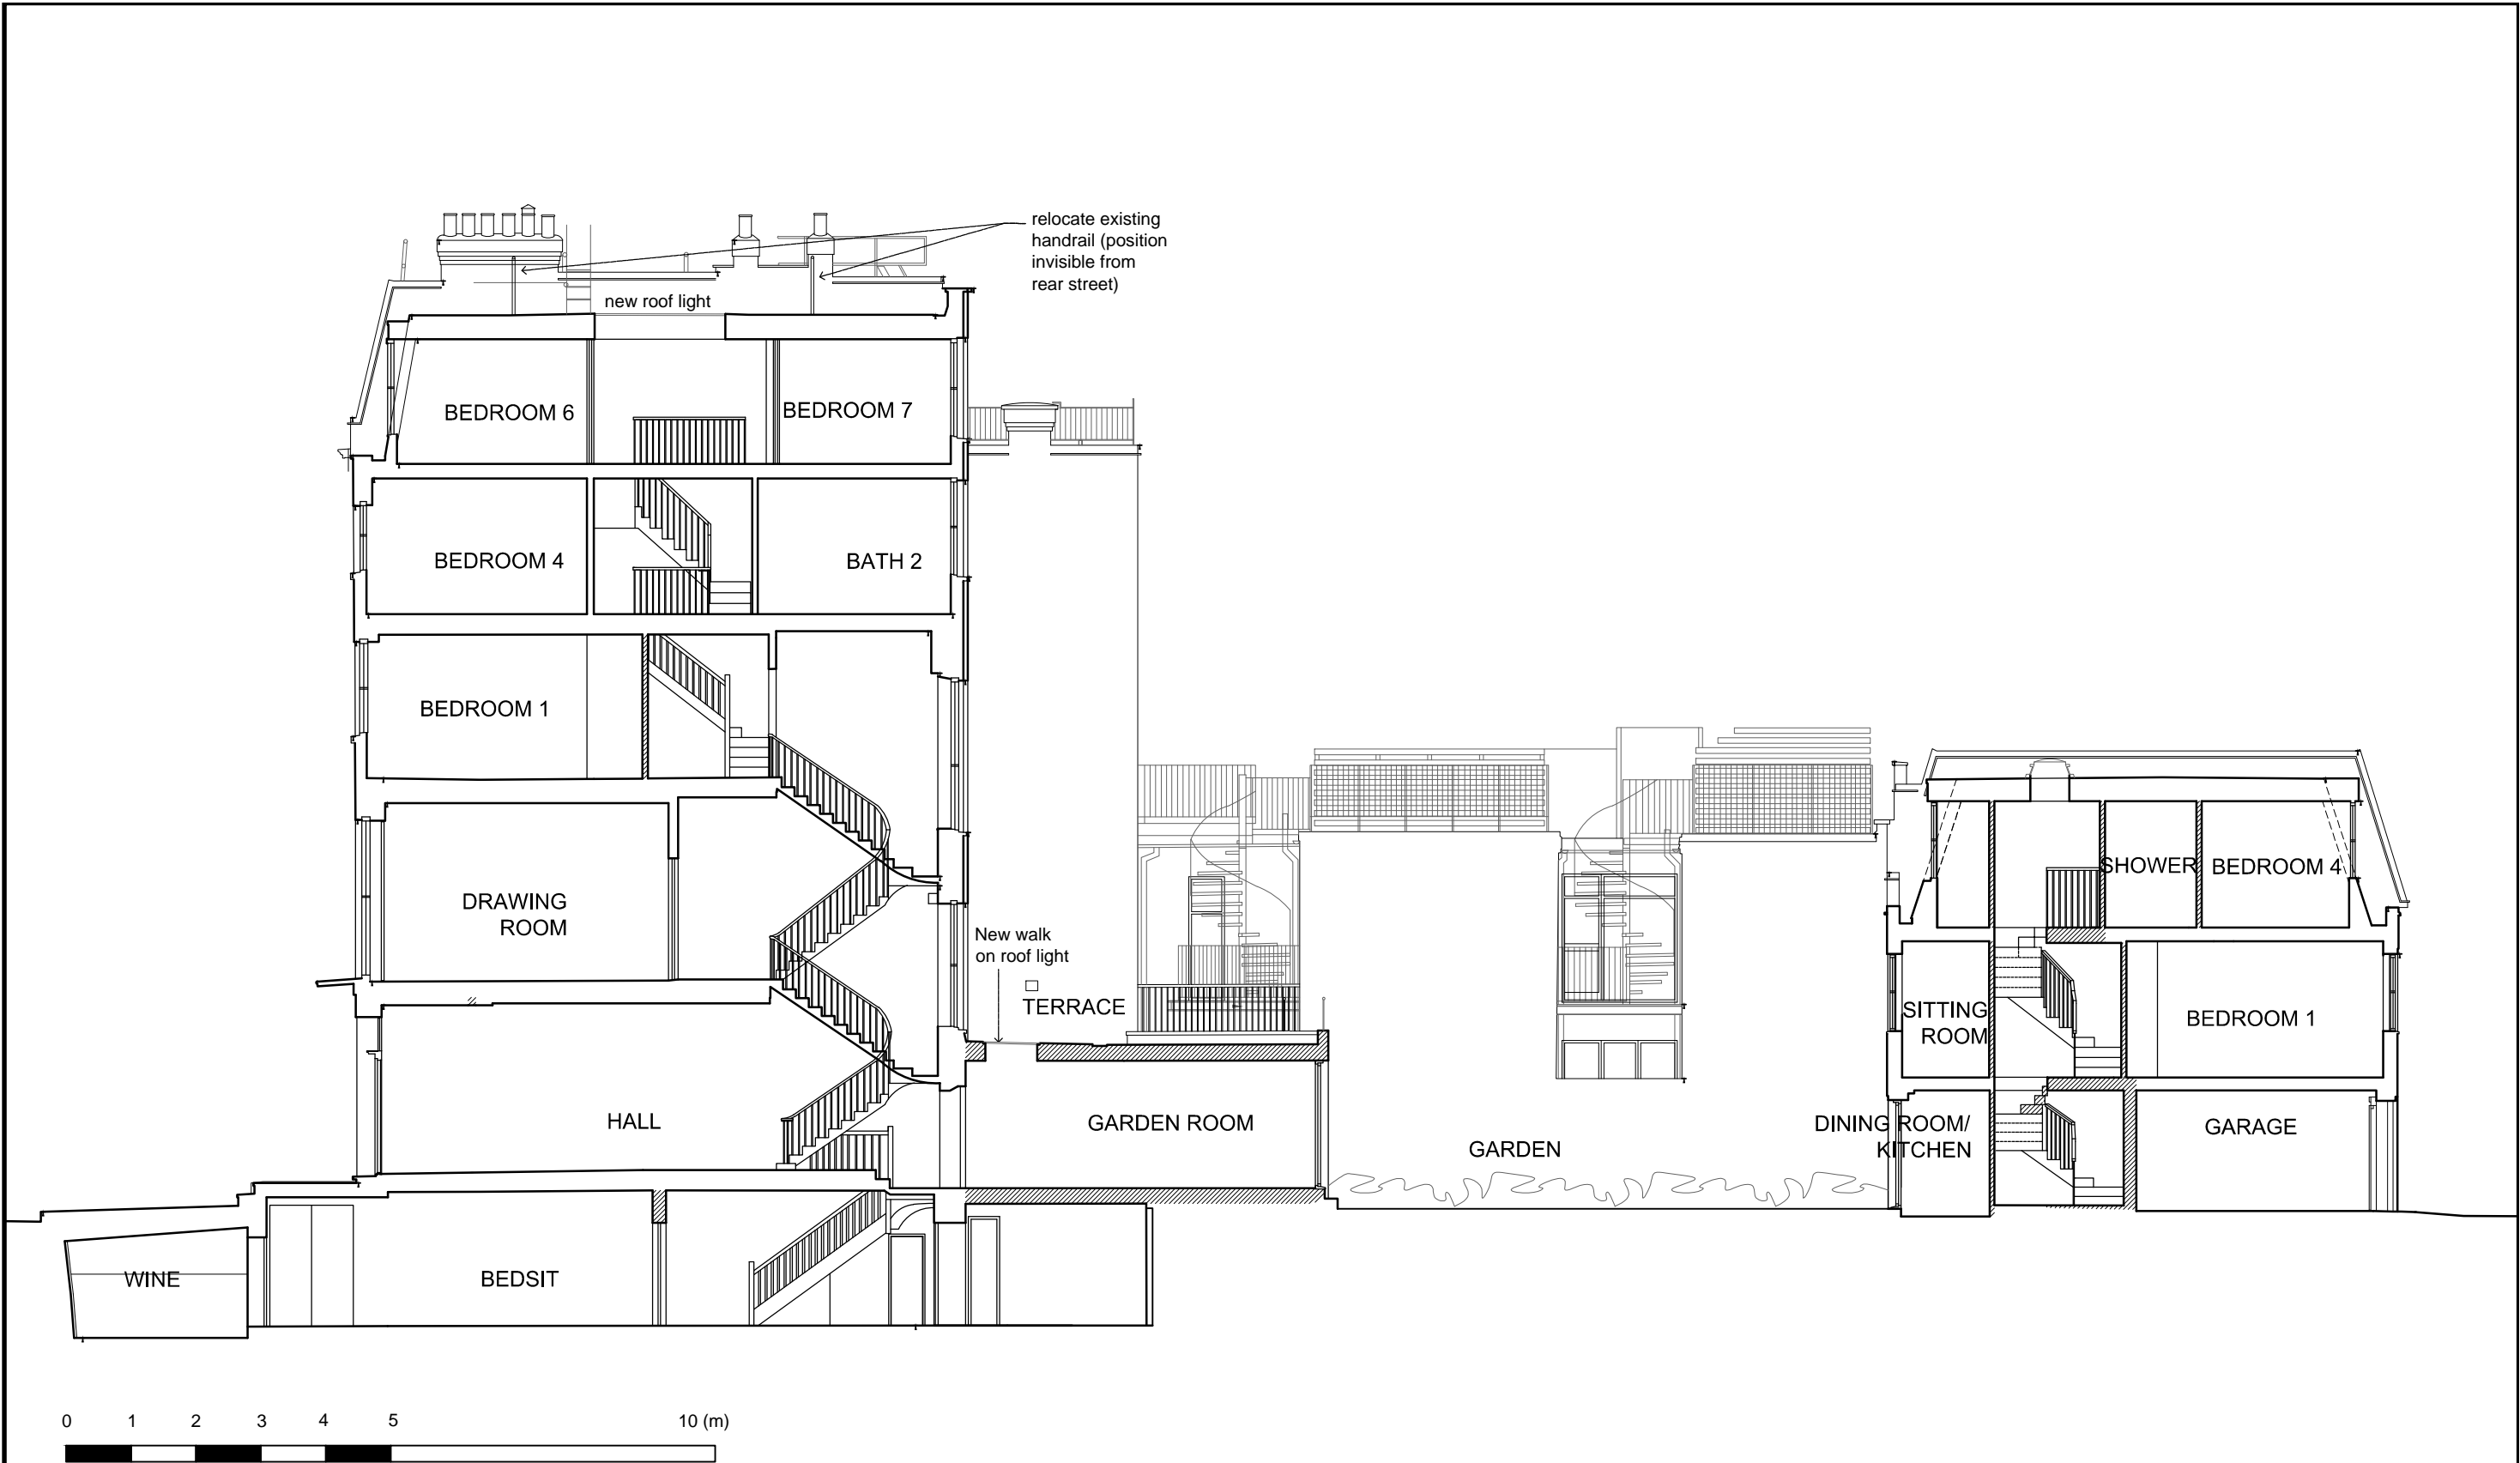 relocate existing
handrail (position
invisible from
rear street)
new roof light
BEDROOM 6
BEDROOM 7
BEDROOM 4
BATH 2
BEDROOM 1
DRAWING
ROOM
New walk
on roof light
TERRACE
HALL
GARDEN ROOM
GARDEN
WINE
BEDSIT
SHOWER
BEDROOM 4
SITTING
ROOM
BEDROOM 1
DINING ROOM/
KITCHEN
GARAGE
0 1 2 3 4 5 10 (m)